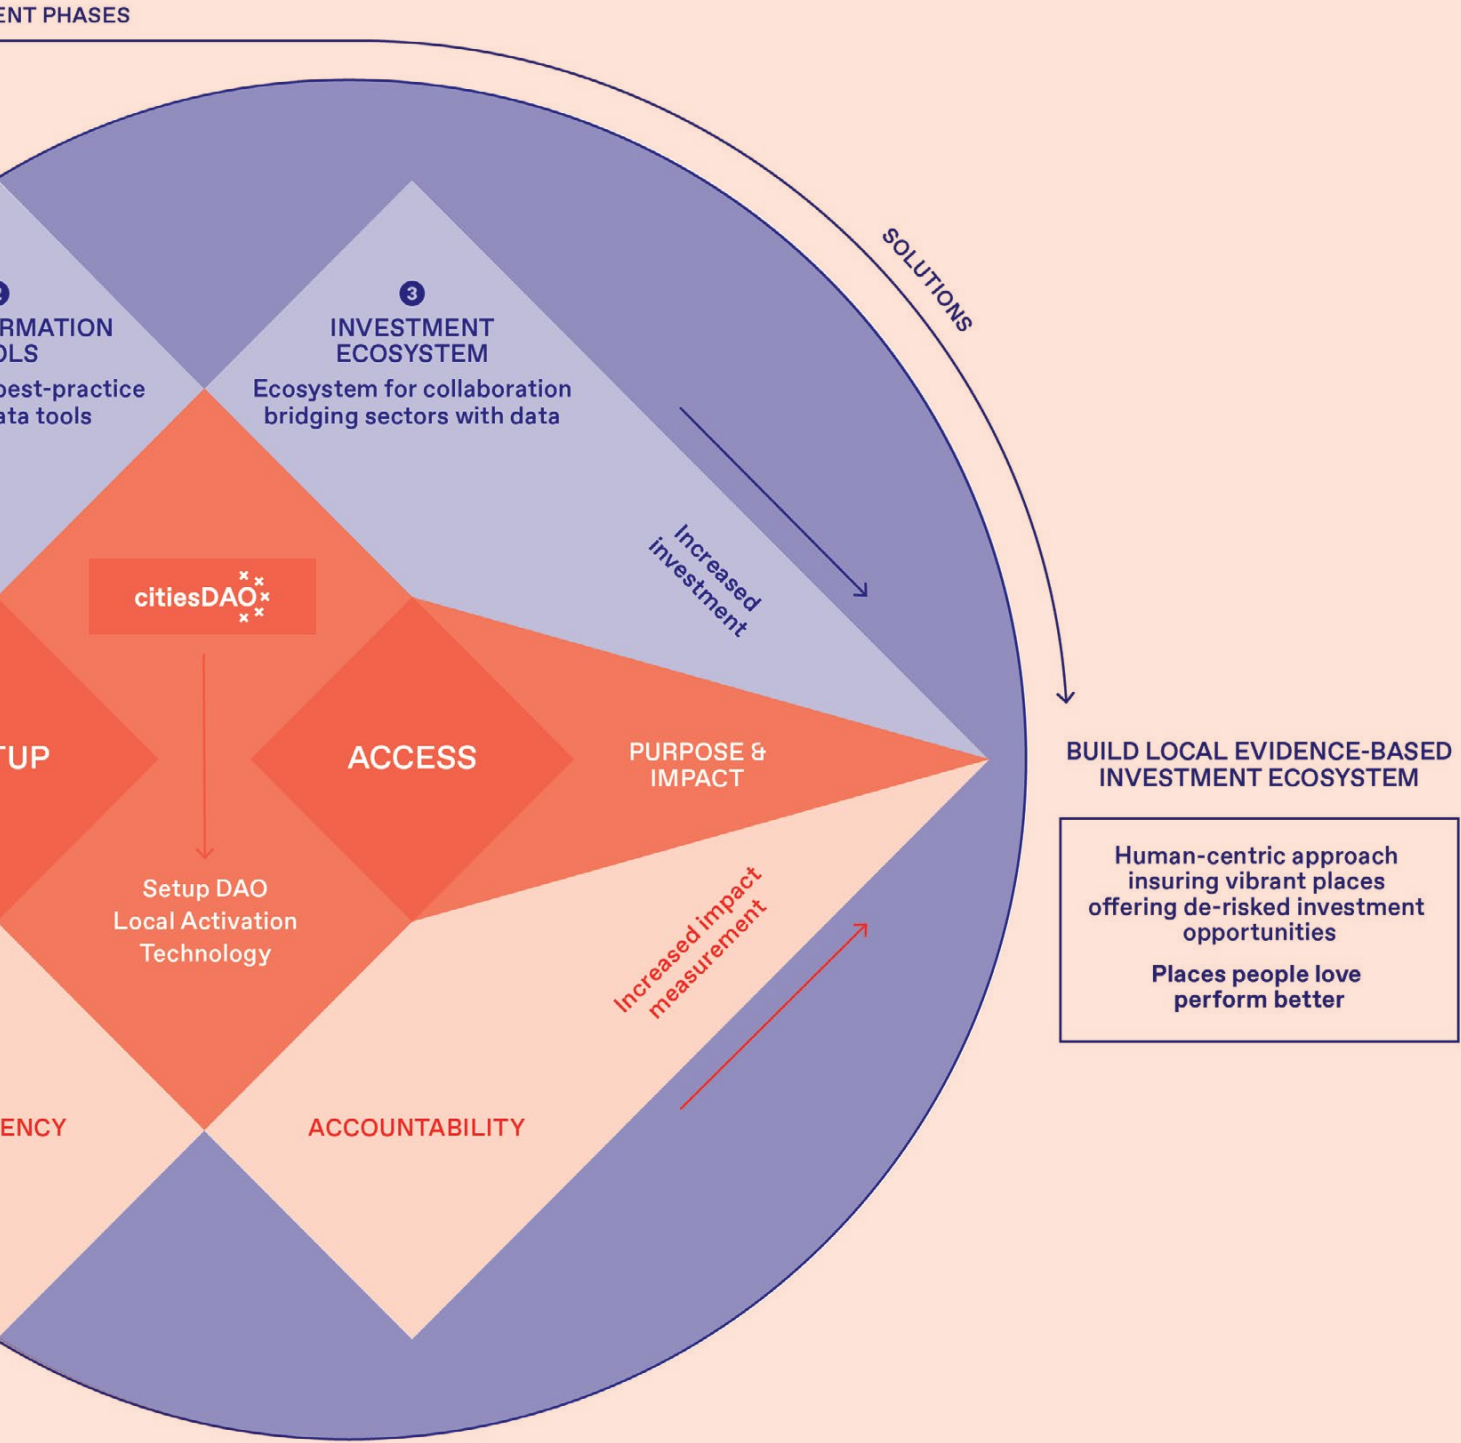 ENT PHASES
SOLUTIONS
2
RMATION
OLS
best-practice
ata tools
3
INVESTMENT
ECOSYSTEM
Ecosystem for collaboration
bridging sectors with data
Increased
investment
citiesDAO
TUP
ACCESS
PURPOSE &
IMPACT
Setup DAO
Local Activation
Technology
Increased impact
measurement
ENCY
ACCOUNTABILITY
BUILD LOCAL EVIDENCE-BASED
INVESTMENT ECOSYSTEM
Human-centric approach
insuring vibrant places
offering de-risked investment
opportunities
Places people love
perform better